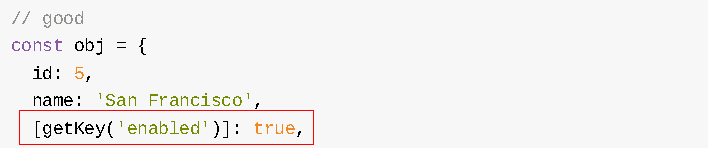 // good
const obj = {
  id: 5,
  name: 'San Francisco',
  [getKey('enabled')]: true,